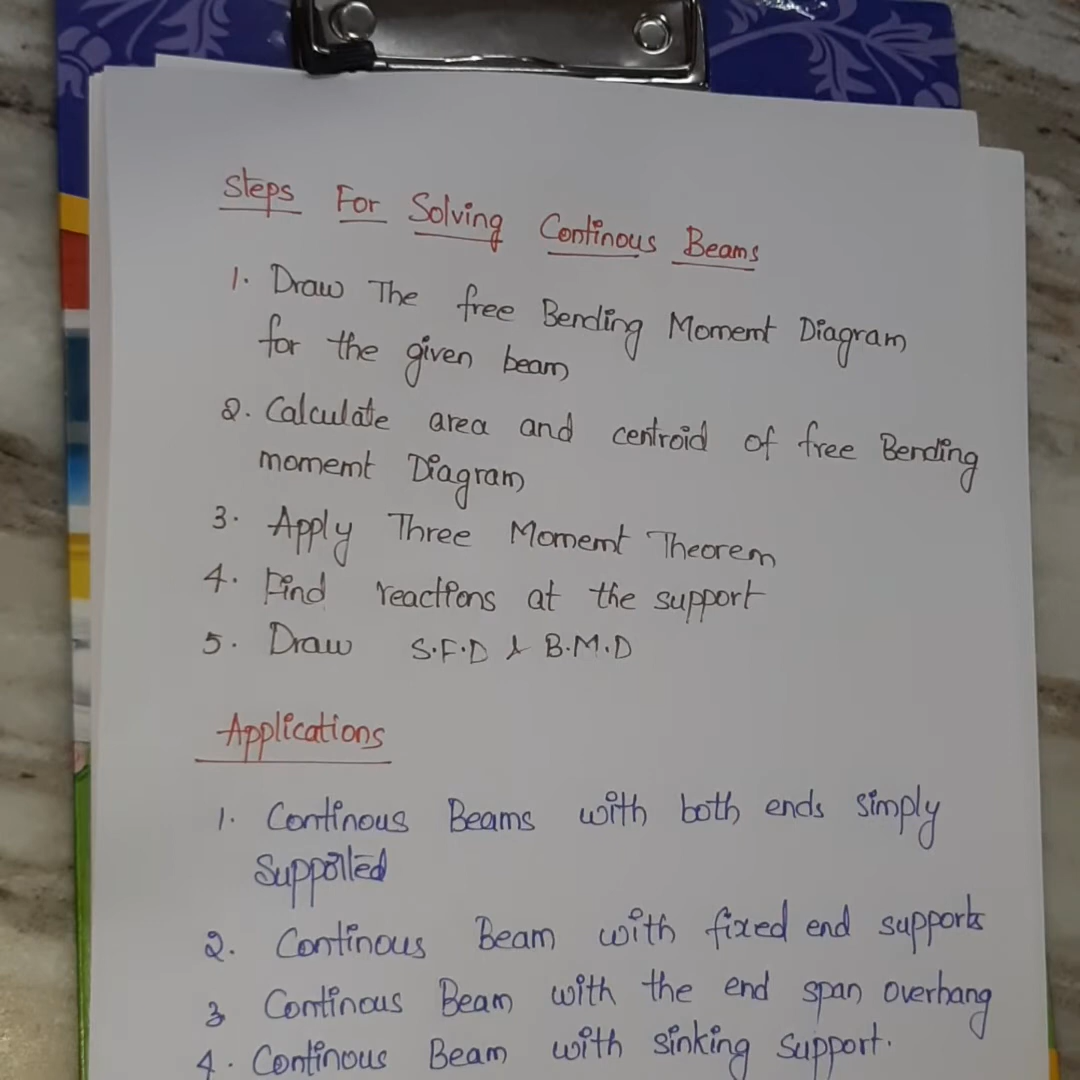 Steps For Solving Continous Beams
1. Draw The free Bending Moment Diagram
for the given beam
2. Calculate area and centroid of free Bending
moment Diagram
3. Apply Three Moment Theorem
4. Find reactions at the support
5. Draw S.F.D & B.M.D
Applications
1. Continous Beams with both ends simply
Supported
2. Continous Beam with fixed end supports
3 Continous Beam with the end span overhang
4. Continous Beam with sinking support.